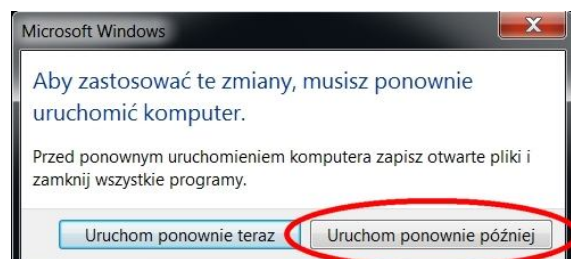 Microsoft Windows
Aby zastosować te zmiany, musisz ponownie
uruchomić komputer.
Przed ponownym uruchomieniem komputera zapisz otwarte pliki i
zamknij wszystkie programy.
Uruchom ponownie teraz
Uruchom ponownie później